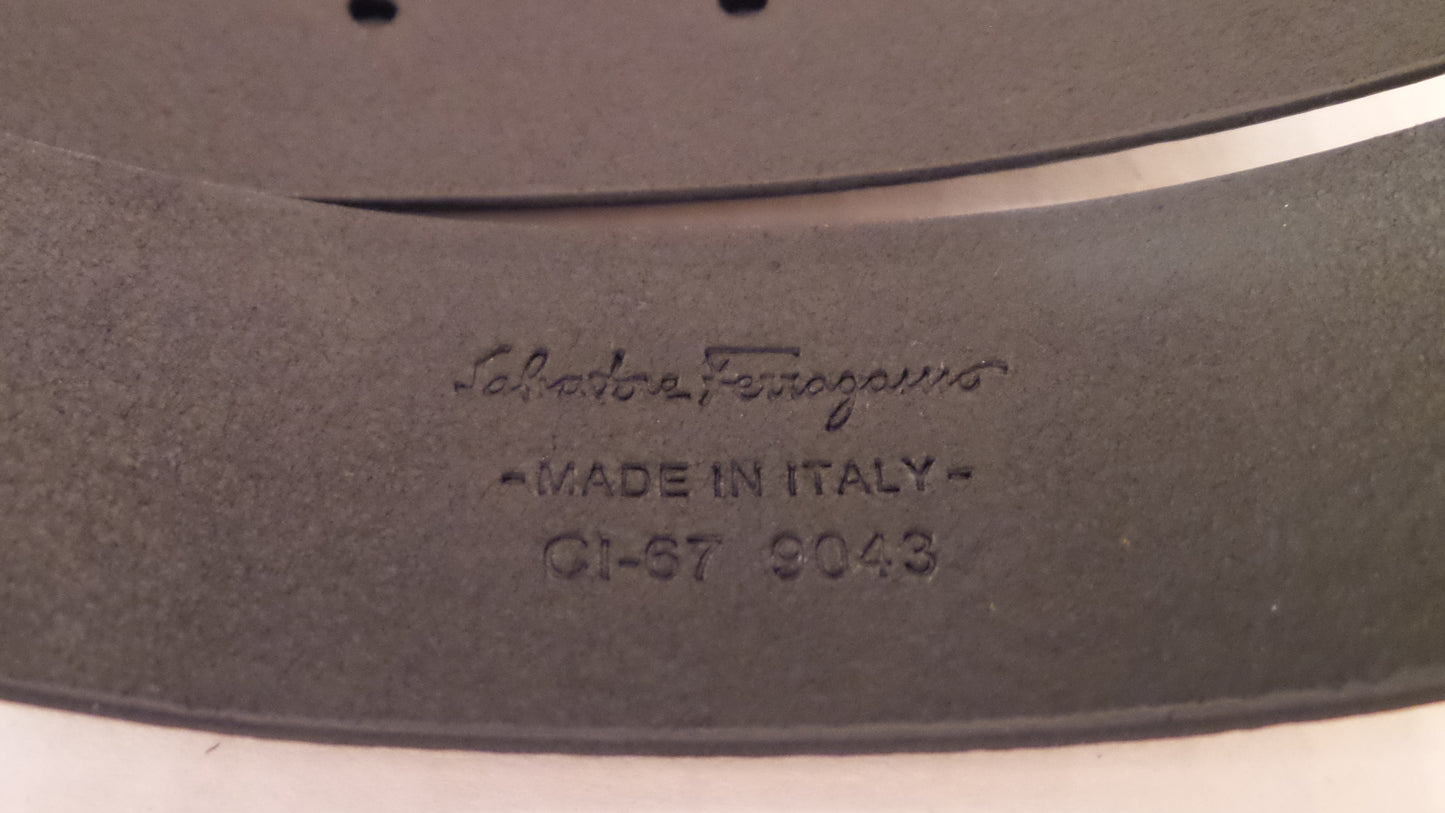 Salvatore Ferragamo
-MADE IN ITALY-
CI-67 9043